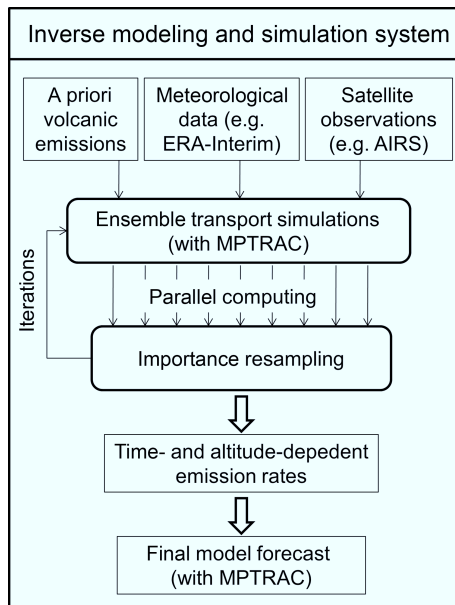 Inverse modeling and simulation system
A priori
volcanic
emissions
Meteorological
data (e.g.
ERA-Interim)
Satellite
observations
(e.g. AIRS)
Ensemble transport simulations
(with MPTRAC)
Iterations
Parallel computing
Importance resampling
Time- and altitude-depedent
emission rates
Final model forecast
(with MPTRAC)